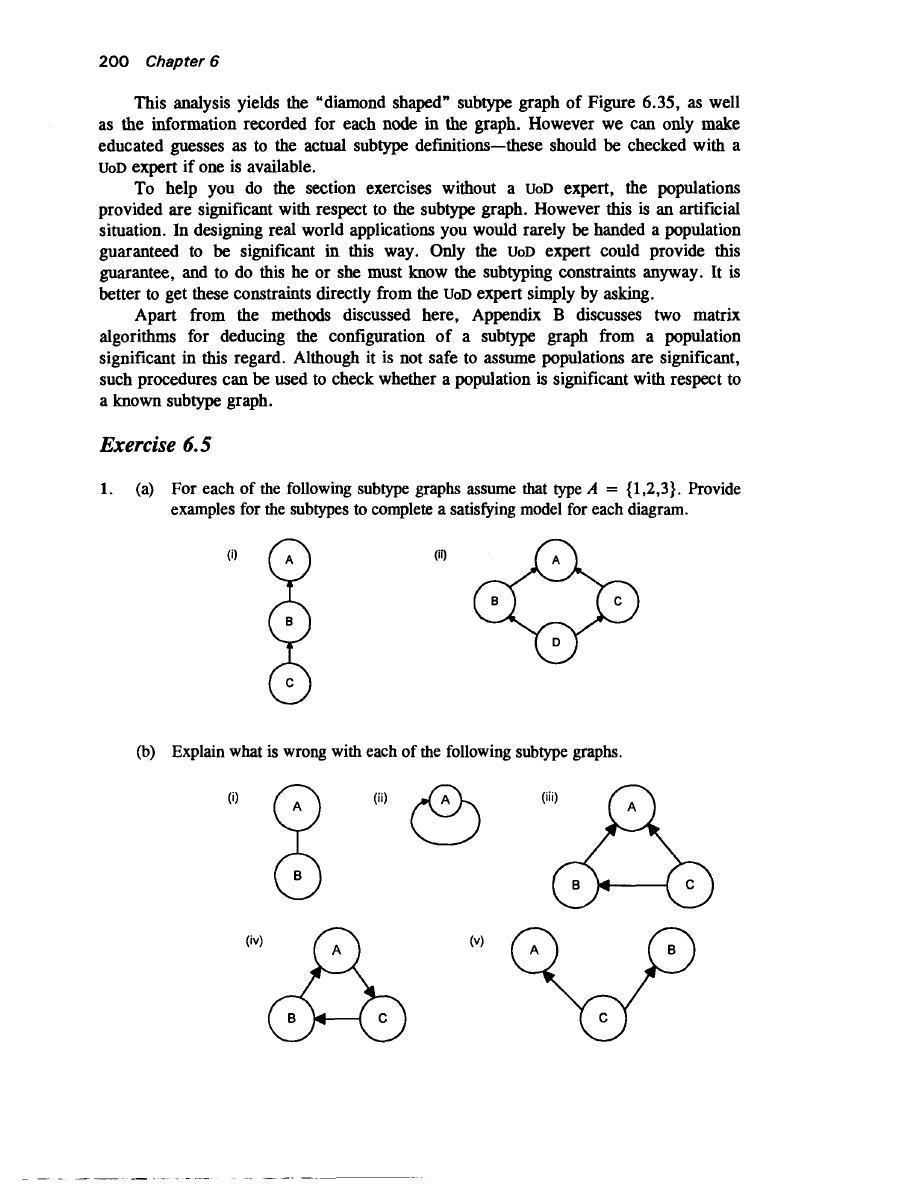 200 Chapter 6
This analysis yields the "diamond shaped" subtype graph of Figure 6.35, as well
as the information recorded for each node in the graph. However we can only make
educated guesses as to the actual subtype definitions—these should be checked with a
UoD expert if one is available.
To help you do the section exercises without a UoD expert, the populations
provided are significant with respect to the subtype graph. However this is an artificial
situation. In designing real world applications you would rarely be handed a population
guaranteed to be significant in this way. Only the UoD expert could provide this
guarantee, and to do this he or she must know the subtyping constraints anyway. It is
better to get these constraints directly from the UoD expert simply by asking.
Apart from the methods discussed here, Appendix B discusses two matrix
algorithms for deducing the configuration of a subtype graph from a population
significant in this regard. Although it is not safe to assume populations are significant,
such procedures can be used to check whether a population is significant with respect to
a known subtype graph.
Exercise 6.5
1. (a) For each of the following subtype graphs assume that type A = {1,2,3}. Provide
examples for the subtypes to complete a satisfying model for each diagram.
(i) A (ii) A
B B C
D
C
(b) Explain what is wrong with each of the following subtype graphs.
(i) A (ii) A (iii) A
B B C
(iv) A (v) A B
B C C